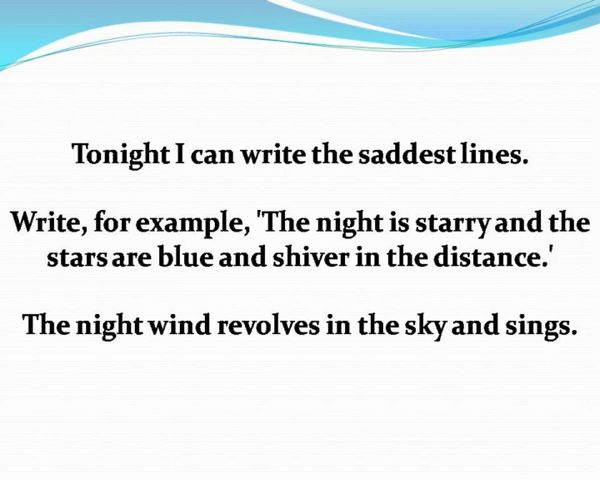 Tonight I can write the saddest lines.
Write, for example, 'The night is starry and the
stars are blue and shiver in the distance.'
The night wind revolves in the sky and sings.